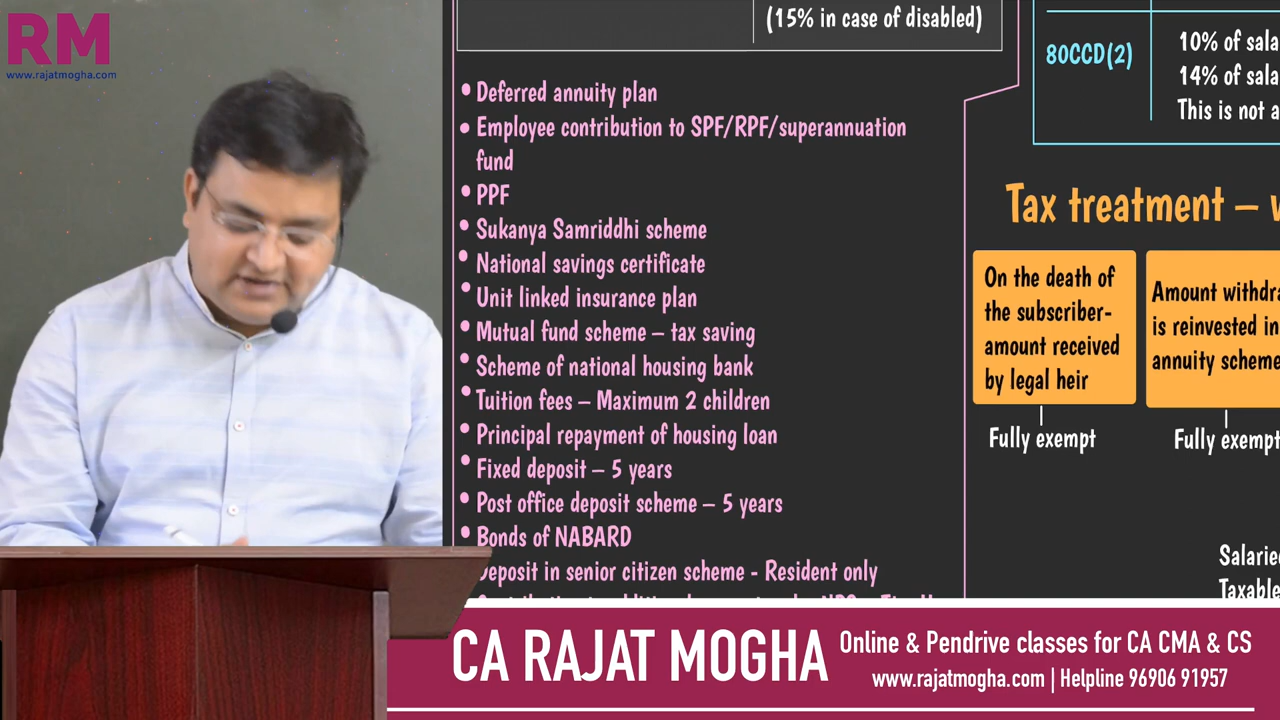 RM
www.rajatmogha.com
(15% in case of disabled)
• Deferred annuity plan
• Employee contribution to SPF/RPF/superannuation
fund
• PPF
• Sukanya Samriddhi scheme
• National savings certificate
• Unit linked insurance plan
• Mutual fund scheme – tax saving
• Scheme of national housing bank
• Tuition fees – Maximum 2 children
• Principal repayment of housing loan
• Fixed deposit – 5 years
• Post office deposit scheme – 5 years
• Bonds of NABARD
Deposit in senior citizen scheme - Resident only
80CCD(2)
10% of sala
14% of sala
This is not a
Tax treatment –
On the death of
the subscriber-
amount received
by legal heir
Fully exempt
Amount withdra
is reinvested in
annuity scheme
Fully exempt
Salaried
Taxable
CA RAJAT MOGHA
Online & Pendrive classes for CA CMA & CS
www.rajatmogha.com | Helpline 96906 91957